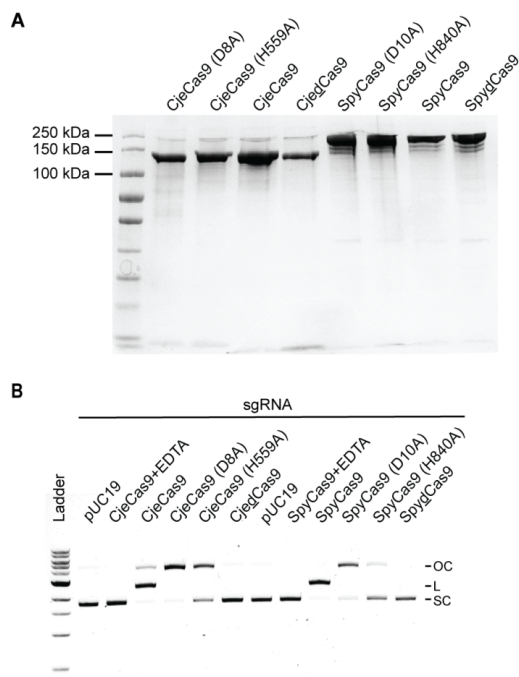 A
CjeCas9 (D8A)
CjeCas9 (H559A)
CjeCas9
CjedCas9
SpyCas9 (D10A)
SpyCas9 (H840A)
SpyCas9
SpydCas9
250 kDa
150 kDa
100 kDa
B
sgRNA
Ladder
pUC19
CjeCas9+EDTA
CjeCas9
CjeCas9 (D8A)
CjeCas9 (H559A)
CjedCas9
pUC19
SpyCas9+EDTA
SpyCas9
SpyCas9 (D10A)
SpyCas9 (H840A)
SpydCas9
OC
L
SC